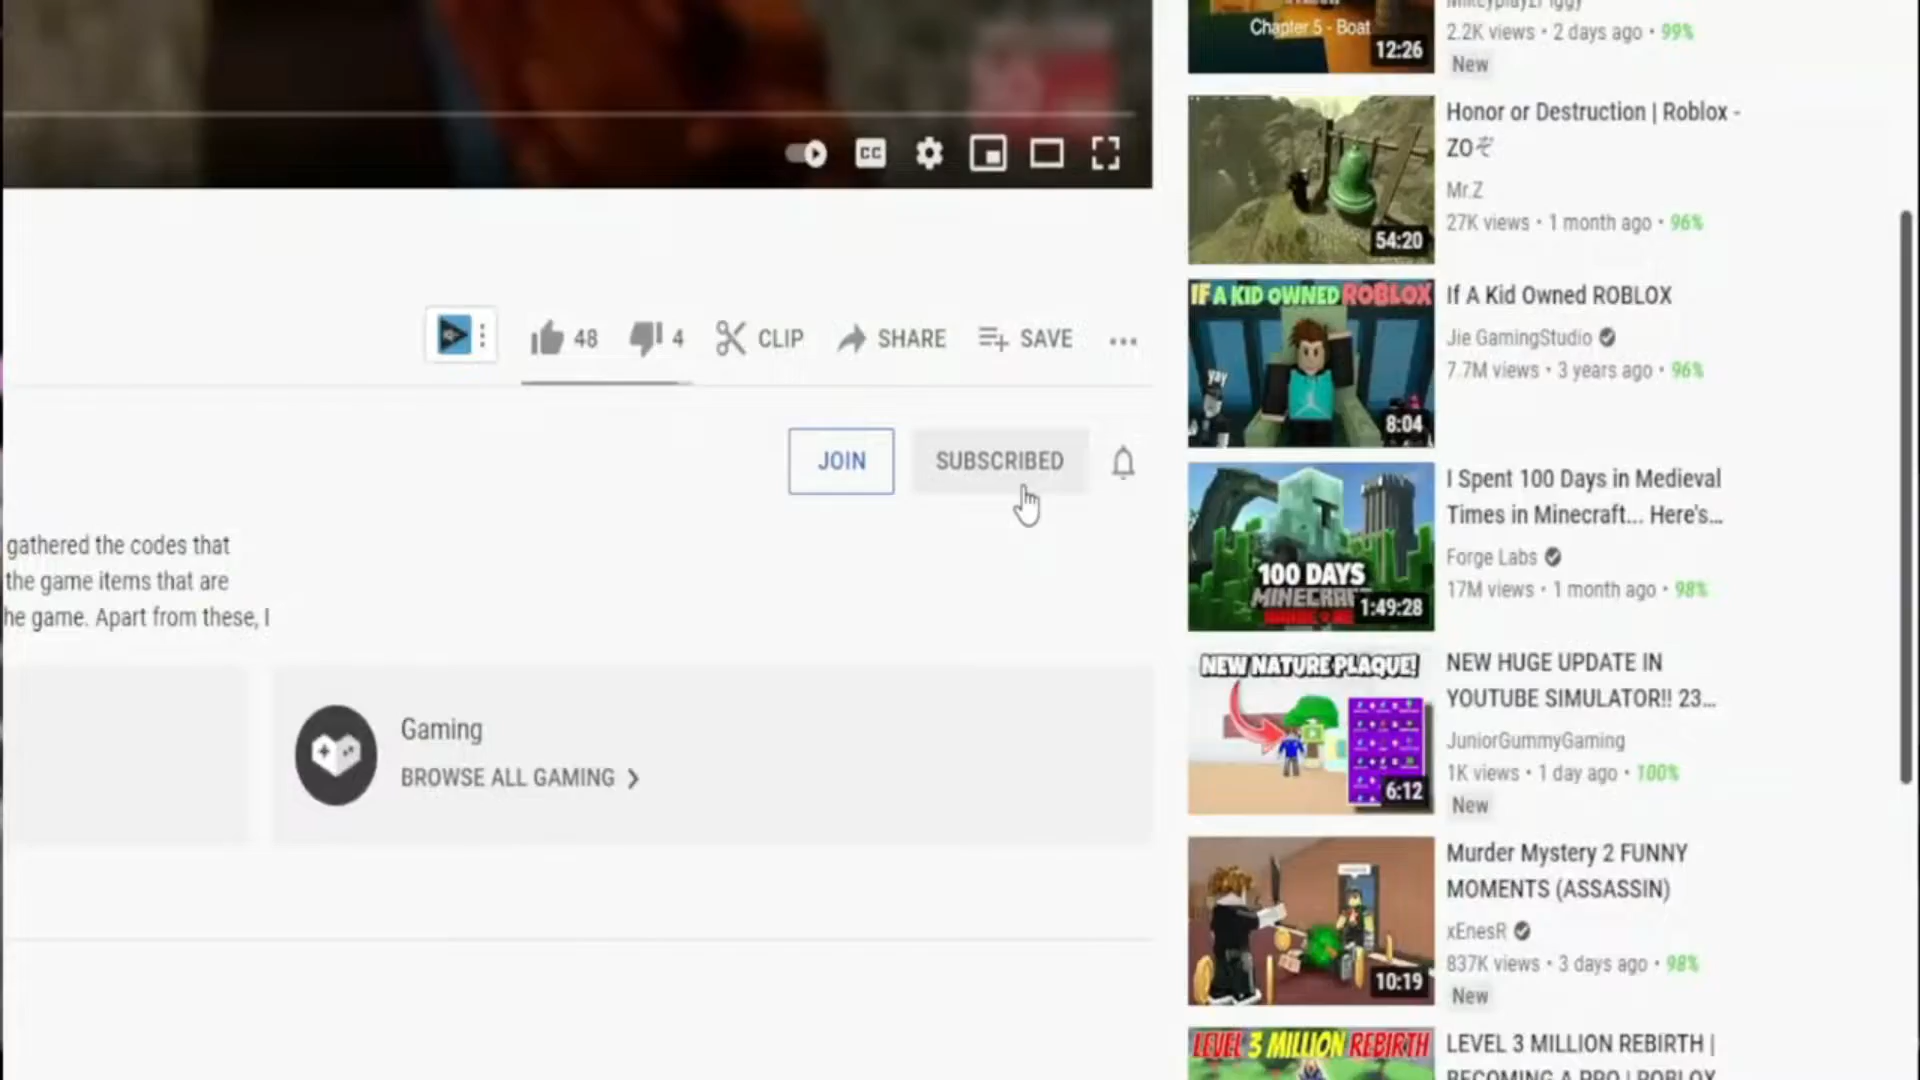 CC
48
4
CLIP
SHARE
SAVE
JOIN
SUBSCRIBED
gathered the codes that
the game items that are
he game. Apart from these, I
Gaming
BROWSE ALL GAMING
Chapter 5 - Boat
12:26
2.2K views • 2 days ago • 99%
New
54:20
Honor or Destruction | Roblox -
ZOぞ
Mr.Z
27K views • 1 month ago • 96%
IF A KID OWNED ROBLOX
yay
8:04
If A Kid Owned ROBLOX
Jie GamingStudio
7.7M views • 3 years ago • 96%
100 DAYS
1:49:28
I Spent 100 Days in Medieval
Times in Minecraft... Here's...
Forge Labs
17M views • 1 month ago • 98%
NEW NATURE PLAQUE!
6:12
NEW HUGE UPDATE IN
YOUTUBE SIMULATOR!! 23...
JuniorGummyGaming
1K views • 1 day ago • 100%
New
10:19
Murder Mystery 2 FUNNY
MOMENTS (ASSASSIN)
xEnesR
837K views • 3 days ago • 98%
New
LEVEL 3 MILLION REBIRTH
LEVEL 3 MILLION REBIRTH |
BECOMING A PRO | ROBLOX